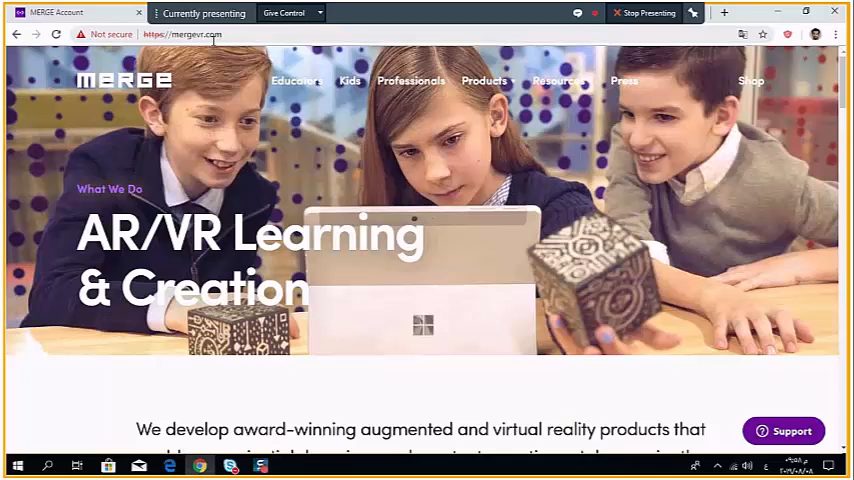 MERGE Account
Currently presenting
Give Control
Stop Presenting
Not secure
https://mergevr.com
MERGE
Educators
Kids
Professionals
Products
Resources
Press
Shop
What We Do
AR/VR Learning
& Creation
We develop award-winning augmented and virtual reality products that
Support
ع